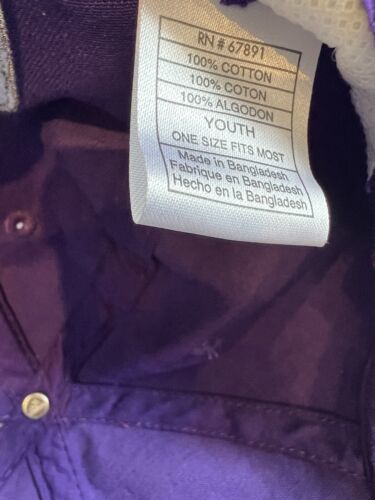 RN # 67891
100% COTTON
100% COTON
100% ALGODON
YOUTH
ONE SIZE FITS MOST
Made in Bangladesh
Fabrique en Bangladesh
Hecho en la Bangladesh